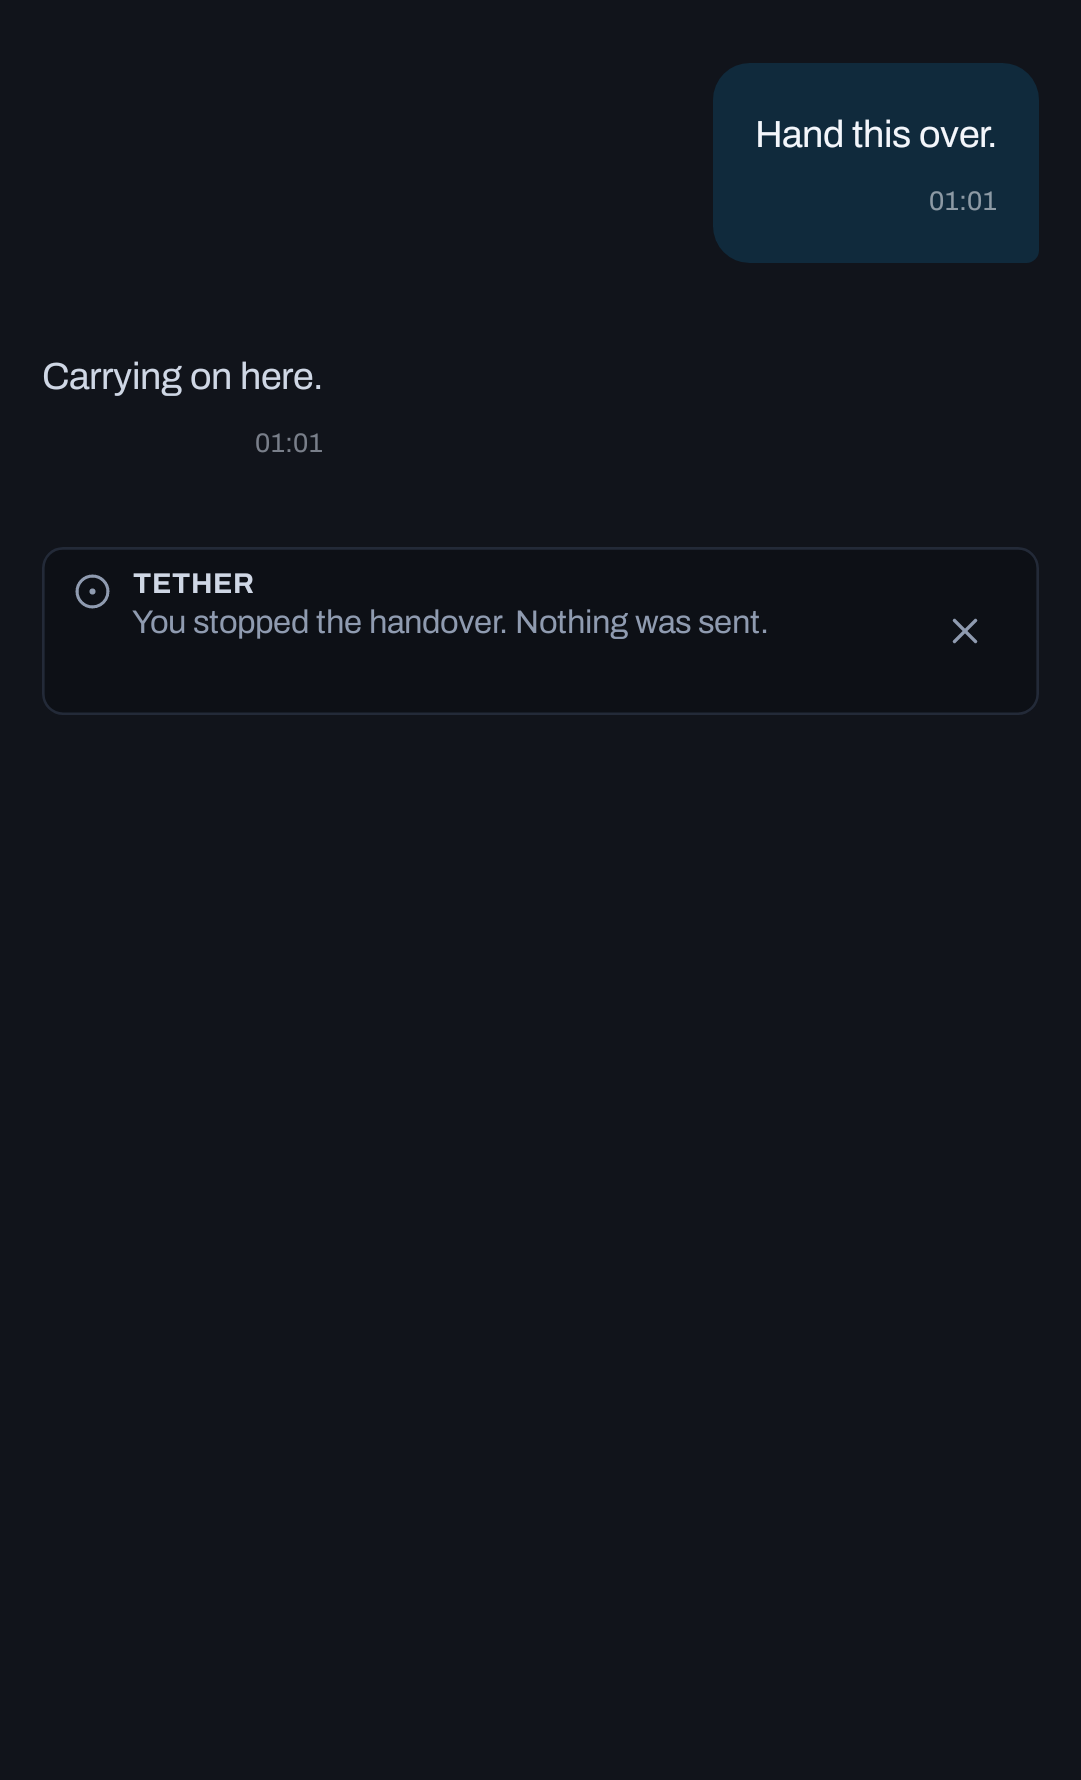 Hand this over.
01:01
Carrying on here.
01:01
TETHER
You stopped the handover. Nothing was sent.